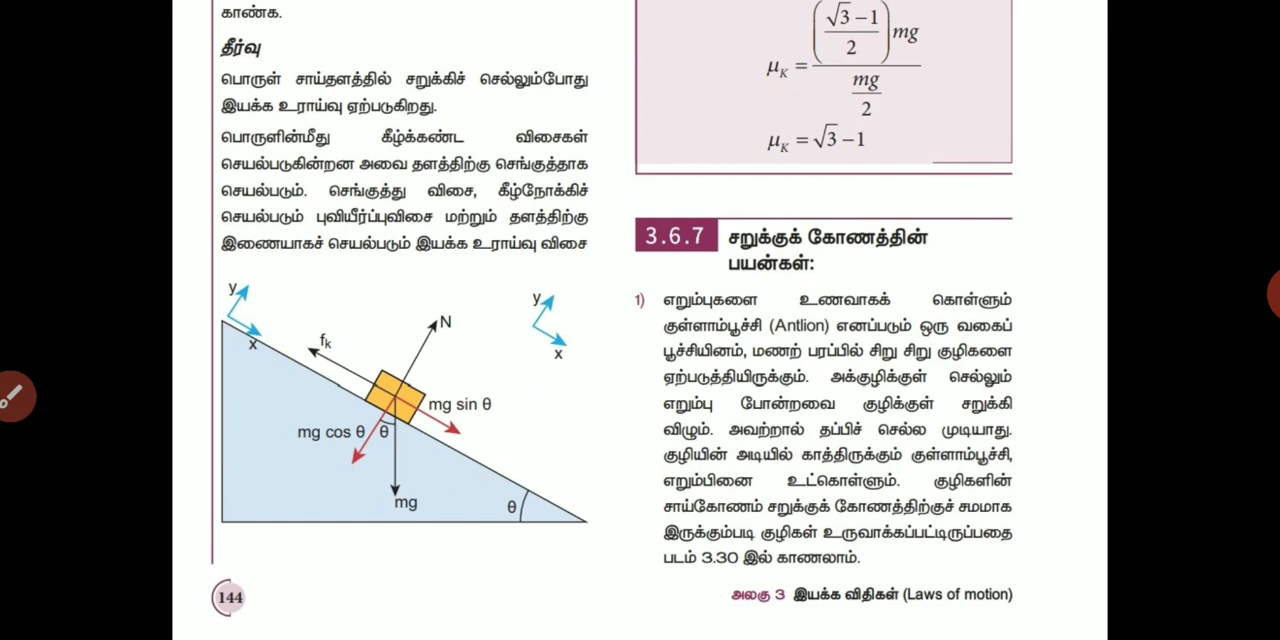 காண்க.
தீர்வு
பொருள் சாய்தளத்தில் சறுக்கிச் செல்லும்போது
இயக்க உராய்வு ஏற்படுகிறது.
பொருளின்மீது கீழ்க்கண்ட விசைகள்
செயல்படுகின்றன அவை தளத்திற்கு செங்குத்தாக
செயல்படும். செங்குத்து விசை, கீழ்நோக்கிச்
செயல்படும் புவியீர்ப்புவிசை மற்றும் தளத்திற்கு
இணையாகச் செயல்படும் இயக்க உராய்வு விசை
y
x
fk
N
y
x
mg sin θ
mg cos θ θ
mg
θ
144
μK = ((√3 – 1)/2) mg / (mg/2)
μK = √3 – 1
3.6.7 சறுக்குக் கோணத்தின்
பயன்கள்:
1) எறும்புகளை உணவாகக் கொள்ளும்
குள்ளாம்பூச்சி (Antlion) எனப்படும் ஒரு வகைப்
பூச்சியினம், மணற் பரப்பில் சிறு சிறு குழிகளை
ஏற்படுத்தியிருக்கும். அக்குழிக்குள் செல்லும்
எறும்பு போன்றவை குழிக்குள் சறுக்கி
விழும். அவற்றால் தப்பிச் செல்ல முடியாது.
குழியின் அடியில் காத்திருக்கும் குள்ளாம்பூச்சி,
எறும்பினை உட்கொள்ளும். குழிகளின்
சாய்கோணம் சறுக்குக் கோணத்திற்குச் சமமாக
இருக்கும்படி குழிகள் உருவாக்கப்பட்டிருப்பதை
படம் 3.30 இல் காணலாம்.
அலகு 3 இயக்க விதிகள் (Laws of motion)